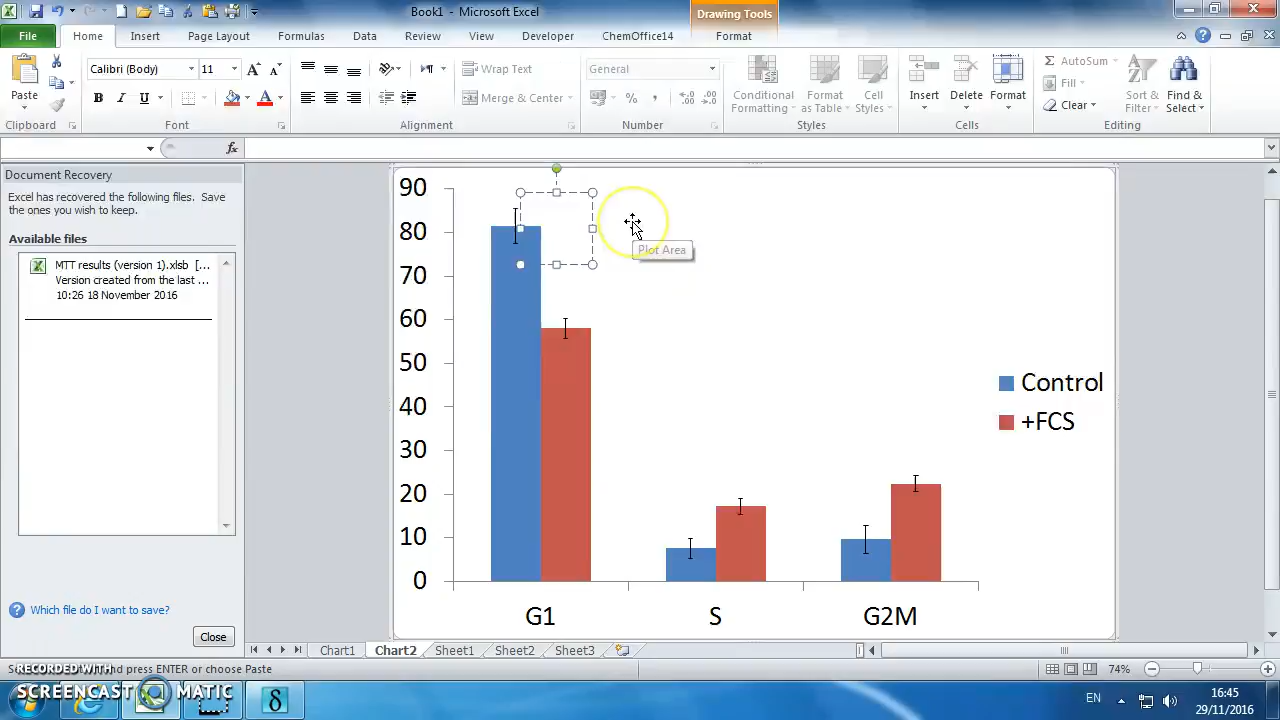 Book1 - Microsoft Excel
Drawing Tools
File Home Insert Page Layout Formulas Data Review View Developer ChemOffice14 Format
Paste
Calibri (Body) 11
B I U A
Wrap Text
Merge & Center
General
Conditional Formatting
Format as Table
Cell Styles
Insert Delete Format
Σ AutoSum
Fill
Clear
Sort & Filter
Find & Select
Clipboard Font Alignment Number Styles Cells Editing
fx
Document Recovery
Excel has recovered the following files. Save
the ones you wish to keep.
Available files
MTT results (version 1).xlsb [...
Version created from the last ...
10:26 18 November 2016
Which file do I want to save?
Close
90
80
70
60
50
40
30
20
10
0
G1 S G2M
Plot Area
Control
+FCS
Chart1 Chart2 Sheet1 Sheet2 Sheet3
and press ENTER or choose Paste
74%
RECORDED WITH
SCREENCAST MATIC
δ
EN
16:45
29/11/2016